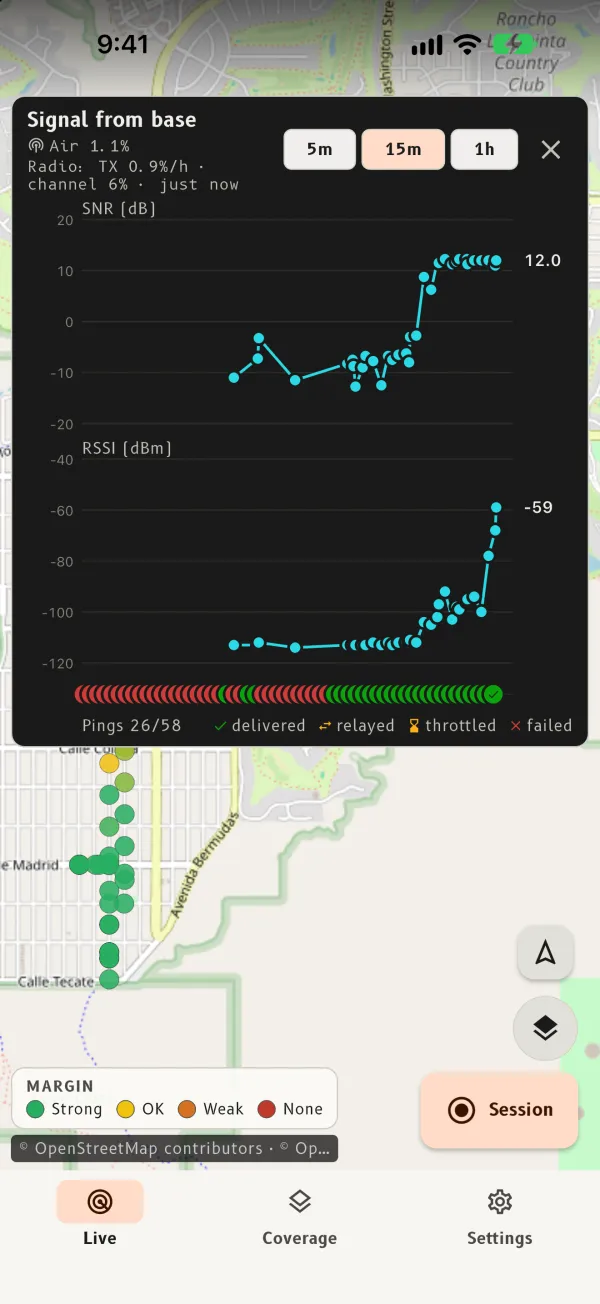 Rancho
Country
Club
9:41
ashington Street
Signal from base
Air 1.1%
Radio: TX 0.9%/h ·
channel 6% · just now
5m
15m
1h
SNR [dB]
20
10
0
-10
-20
12.0
RSSI [dBm]
-40
-60
-80
-100
-120
-59
Pings 26/58
delivered
relayed
throttled
failed
e Madrid
Avenida Bermudas
Calle Tecate
MARGIN
Strong
OK
Weak
None
© OpenStreetMap contributors · © Op...
Session
Live
Coverage
Settings